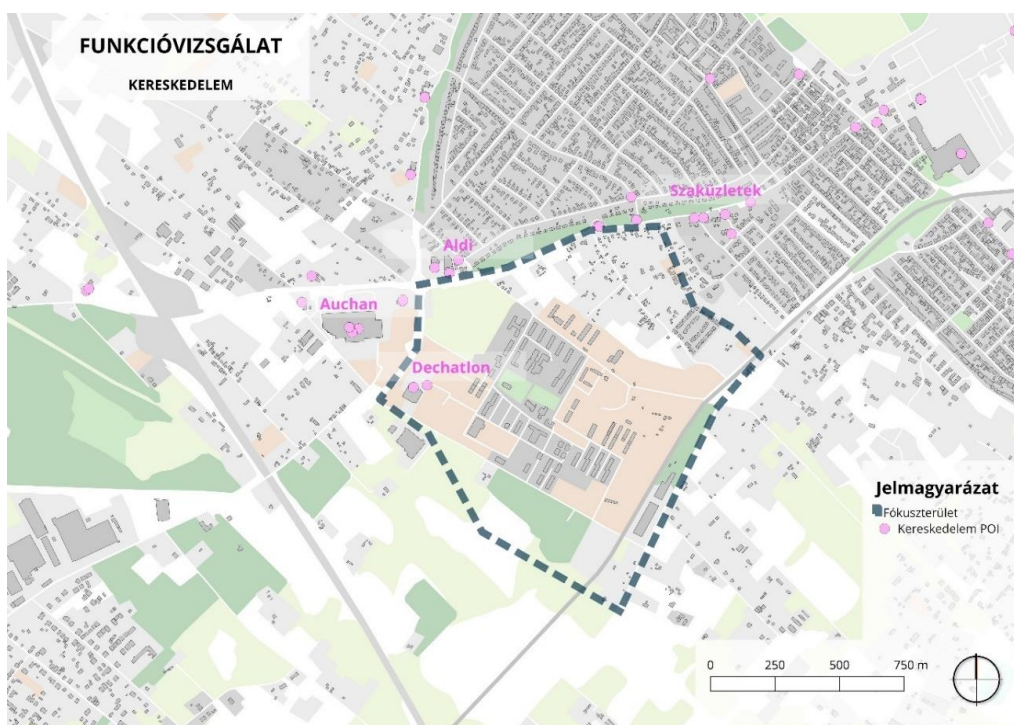 FUNKCIÓVIZSGÁLAT
KERESKEDELEM
Szaküzletek
Aldi
Auchan
Dechatlon
Jelmagyarázat
Fókuszterület
Kereskedelem POI
0 250 500 750 m